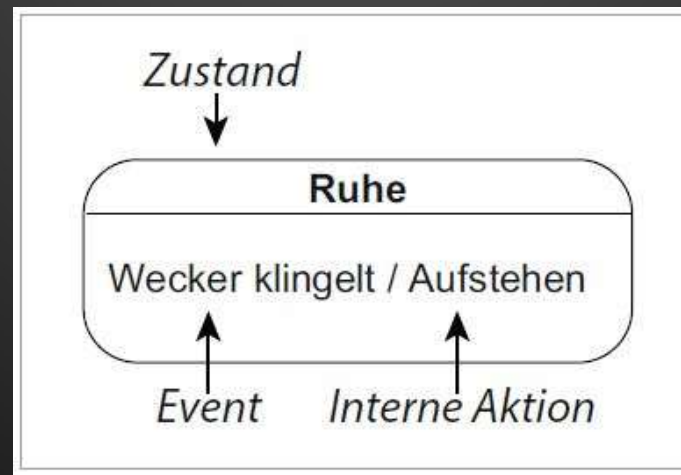 Zustand
Ruhe
Wecker klingelt / Aufstehen
Event Interne Aktion